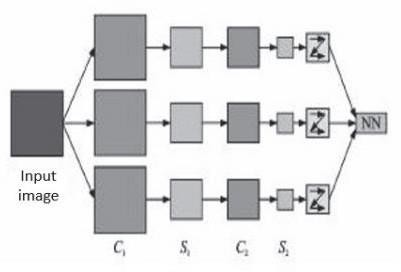 NN
Input
image
C₁ S₁ C₂ S₂